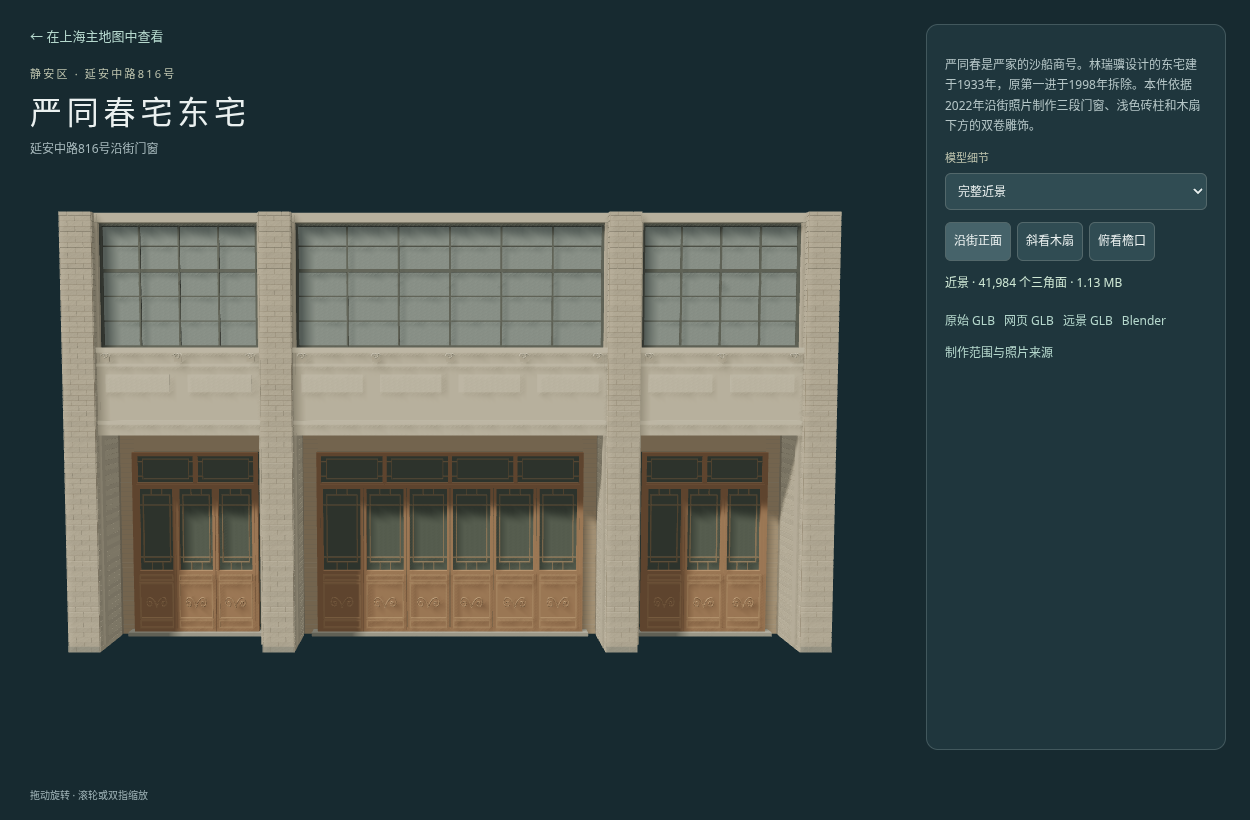 ← 在上海主地图中查看
静安区 · 延安中路816号
严同春宅东宅
延安中路816号沿街门窗
严同春是严家的沙船商号。林瑞骥设计的东宅建
于1933年，原第一进于1998年拆除。本件依据
2022年沿街照片制作三段门窗、浅色砖柱和木扇
下方的双卷雕饰。
模型细节
完整近景
沿街正面
斜看木扇
俯看檐口
近景 · 41,984 个三角面 · 1.13 MB
原始 GLB 网页 GLB 远景 GLB Blender
制作范围与照片来源
拖动旋转 · 滚轮或双指缩放